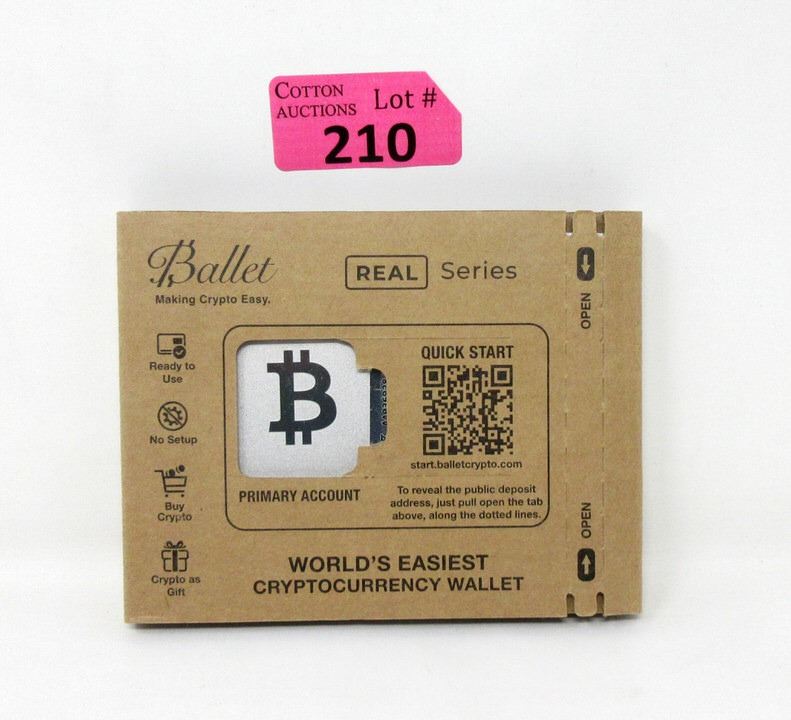 COTTON
AUCTIONS
Lot #
210
Ballet
Making Crypto Easy.
REAL Series
OPEN
Ready to
Use
No Setup
Buy
Crypto
Crypto as
Gift
B
PRIMARY ACCOUNT
QUICK START
start.balletcrypto.com
To reveal the public deposit
address, just pull open the tab
above, along the dotted lines.
OPEN
WORLD'S EASIEST
CRYPTOCURRENCY WALLET